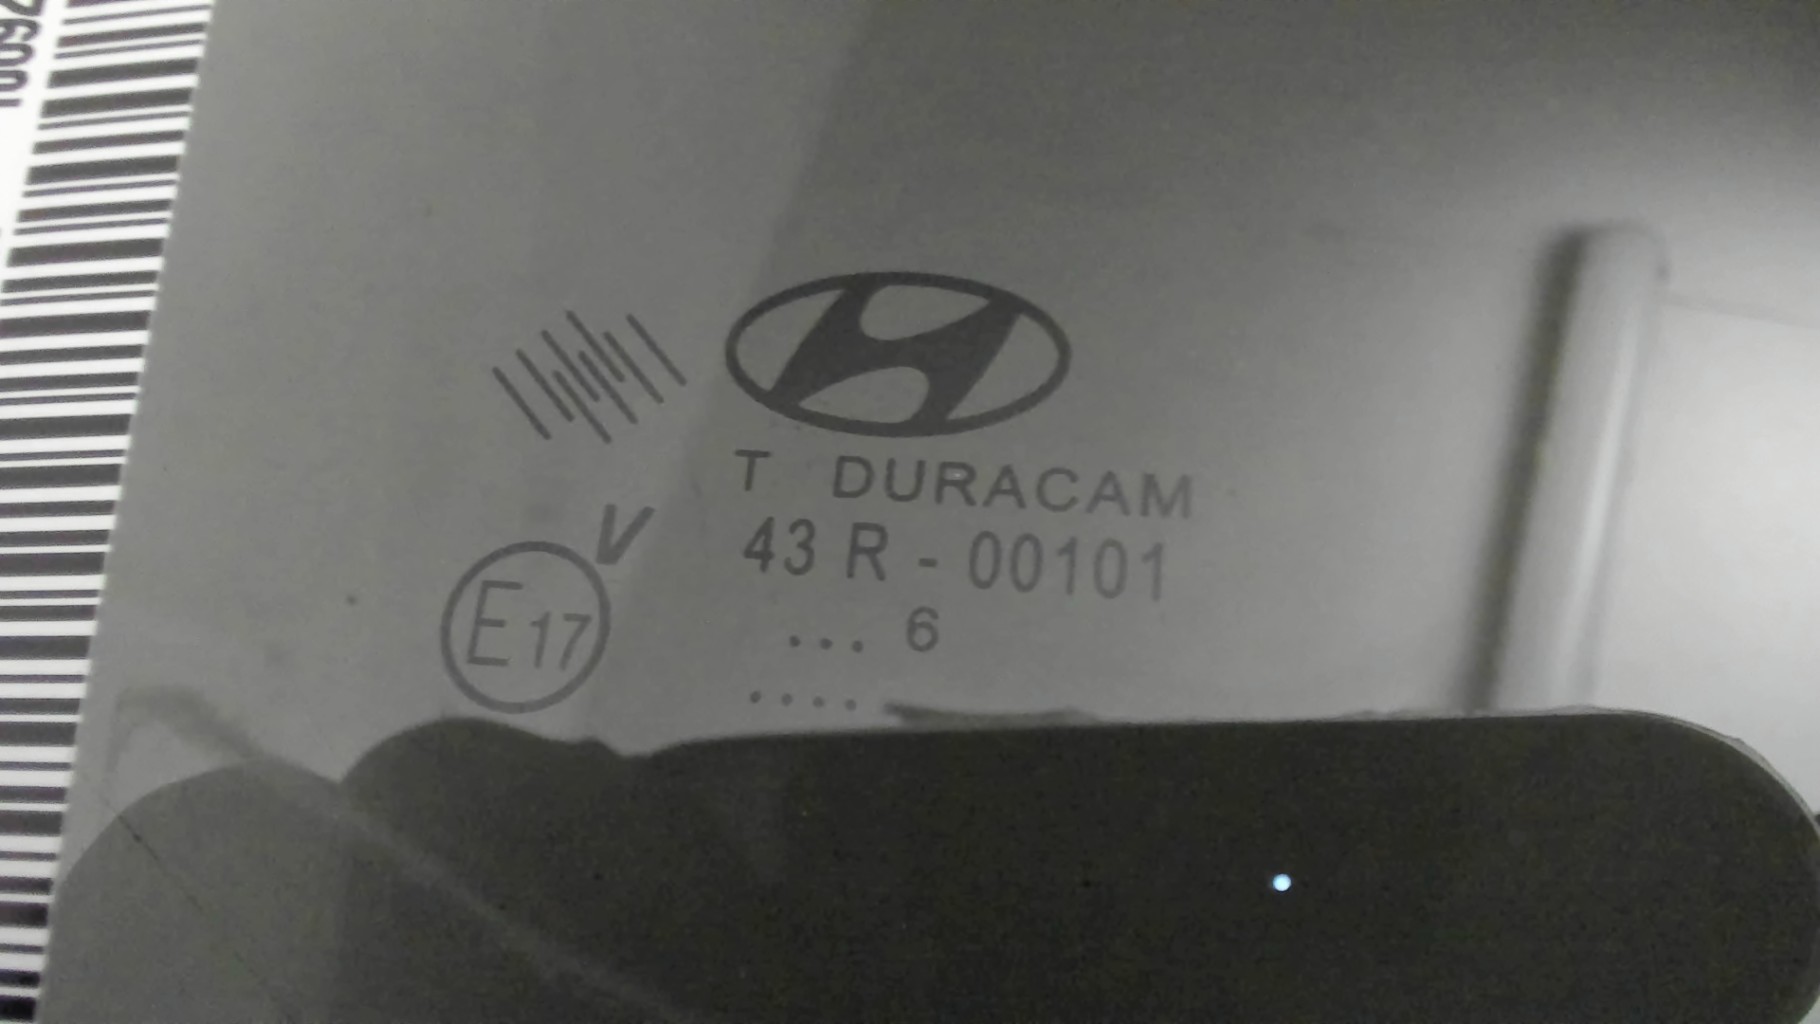 T DURACAM
V
43 R - 00101
E17
... 6
....